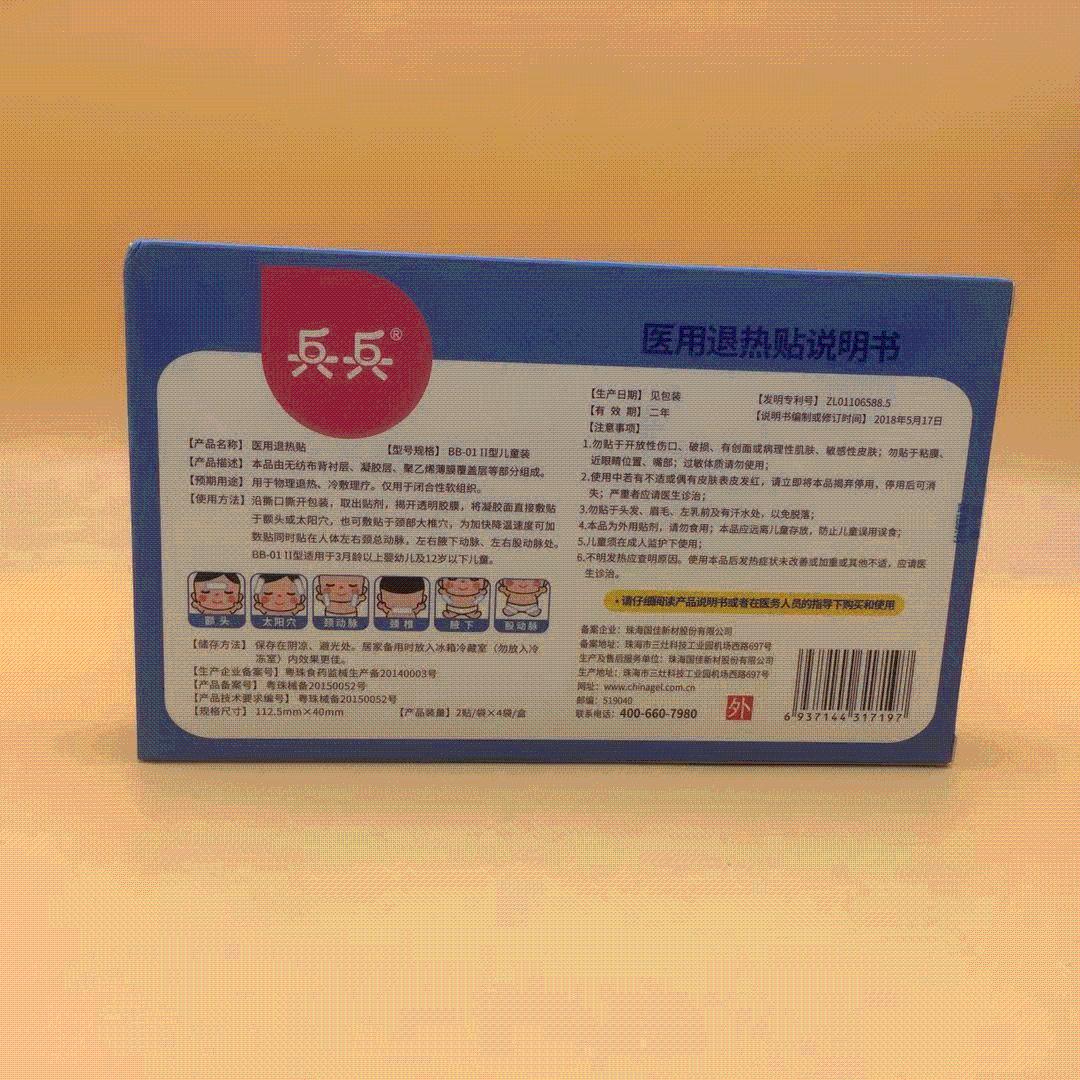 兵兵®
医用退热贴说明书
【产品名称】 医用退热贴 【型号规格】 BB-01 II型儿童装
【产品描述】 本品由无纺布背衬层、凝胶层、聚乙烯薄膜覆盖层等部分组成。
【预期用途】 用于物理退热、冷敷理疗。仅用于闭合性软组织。
【使用方法】 沿撕口撕开包装，取出贴剂，揭开透明胶膜，将凝胶面直接敷贴
于额头或太阳穴，也可敷贴于颈部大椎穴，为加快降温速度可加
数贴同时贴在人体左右颈总动脉，左右腋下动脉、左右股动脉处。
BB-01 II型适用于3月龄以上婴幼儿及12岁以下儿童。
额头 太阳穴 颈动脉 颈椎 腋下 股动脉
【储存方法】 保存在阴凉、避光处。居家备用时放入冰箱冷藏室（勿放入冷
冻室）内效果更佳。
【生产企业备案号】 粤珠食药监械生产备20140003号
【产品备案号】 粤珠械备20150052号
【产品技术要求编号】 粤珠械备20150052号
【规格尺寸】 112.5mm×40mm 【产品装量】 2贴/袋×4袋/盒
【生产日期】 见包装 【发明专利号】 ZL01106588.5
【有 效 期】 二年 【说明书编制或修订时间】 2018年5月17日
【注意事项】
1.勿贴于开放性伤口、破损、有创面或病理性肌肤、敏感性皮肤；勿贴于粘膜、
近眼睛位置、嘴部；过敏体质请勿使用；
2.使用中若有不适或偶有皮肤表皮发红，请立即将本品揭弃停用，停用后可消
失；严重者应请医生诊治；
3.勿贴于头发、眉毛、左乳前及有汗水处，以免脱落；
4.本品为外用贴剂，请勿食用；本品应远离儿童存放，防止儿童误用误食；
5.儿童须在成人监护下使用；
6.不明发热应查明原因。使用本品后发热症状未改善或加重或其他不适，应请医
生诊治。
·请仔细阅读产品说明书或者在医务人员的指导下购买和使用
备案企业：珠海国佳新材股份有限公司
备案地址：珠海市三灶科技工业园机场西路697号
生产及售后服务单位：珠海国佳新材股份有限公司
生产地址：珠海市三灶科技工业园机场西路697号
网址：www.chinagel.com.cn
邮编：519040
联系电话：400-660-7980
外
6 937144 317197